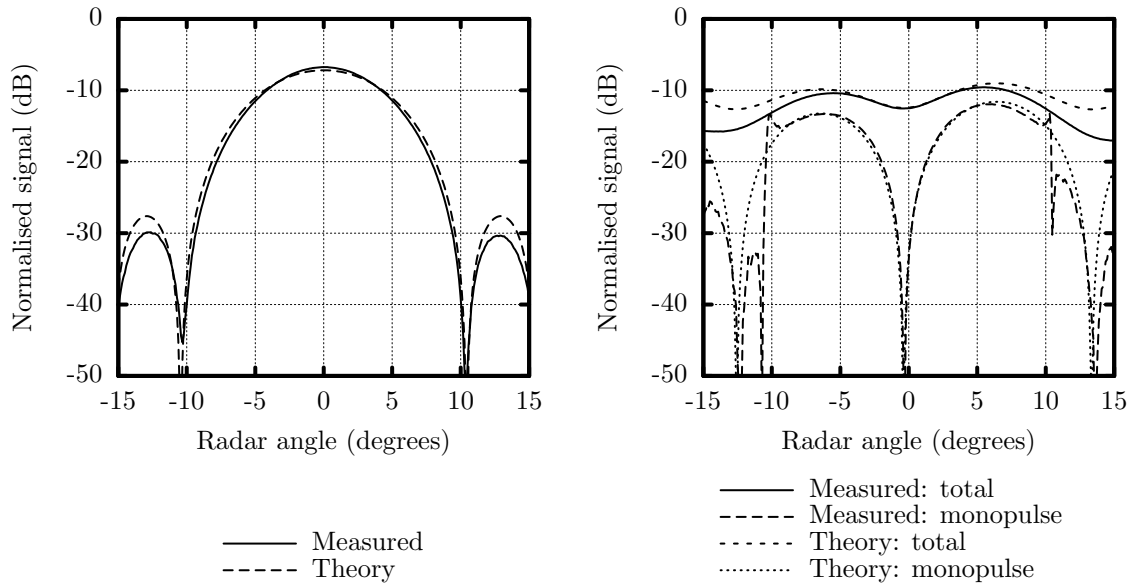 0
-10
-20
-30
-40
-50
-15 -10 -5 0 5 10 15
Normalised signal (dB)
Radar angle (degrees)
Measured
Theory
0
-10
-20
-30
-40
-50
-15 -10 -5 0 5 10 15
Normalised signal (dB)
Radar angle (degrees)
Measured: total
Measured: monopulse
Theory: total
Theory: monopulse